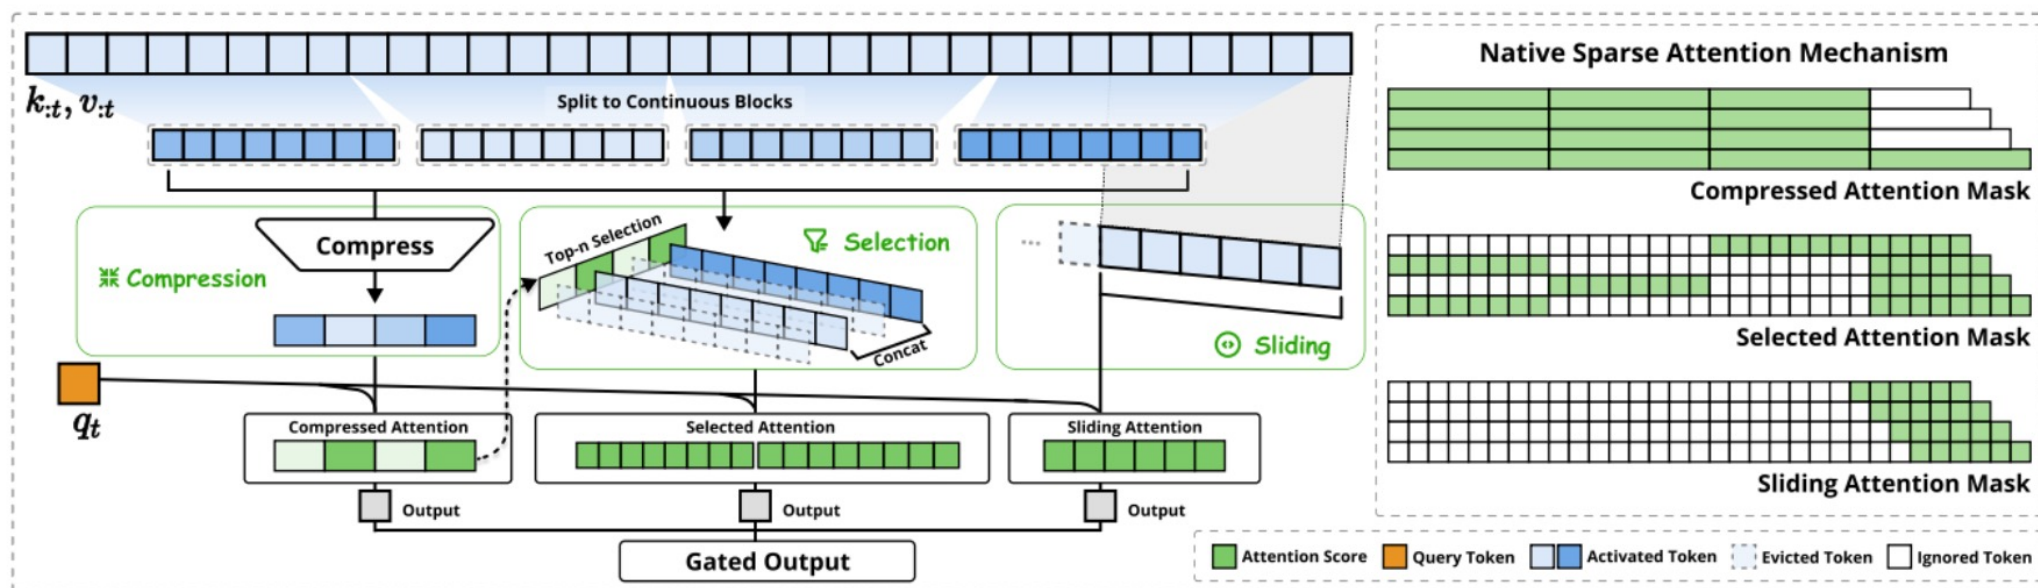 k:t, v:t
Split to Continuous Blocks
Compress
Compression
Top-n Selection
Selection
Concat
...
Sliding
qt
Compressed Attention
Selected Attention
Sliding Attention
Output
Output
Output
Gated Output
Native Sparse Attention Mechanism
Compressed Attention Mask
Selected Attention Mask
Sliding Attention Mask
Attention Score
Query Token
Activated Token
Evicted Token
Ignored Token